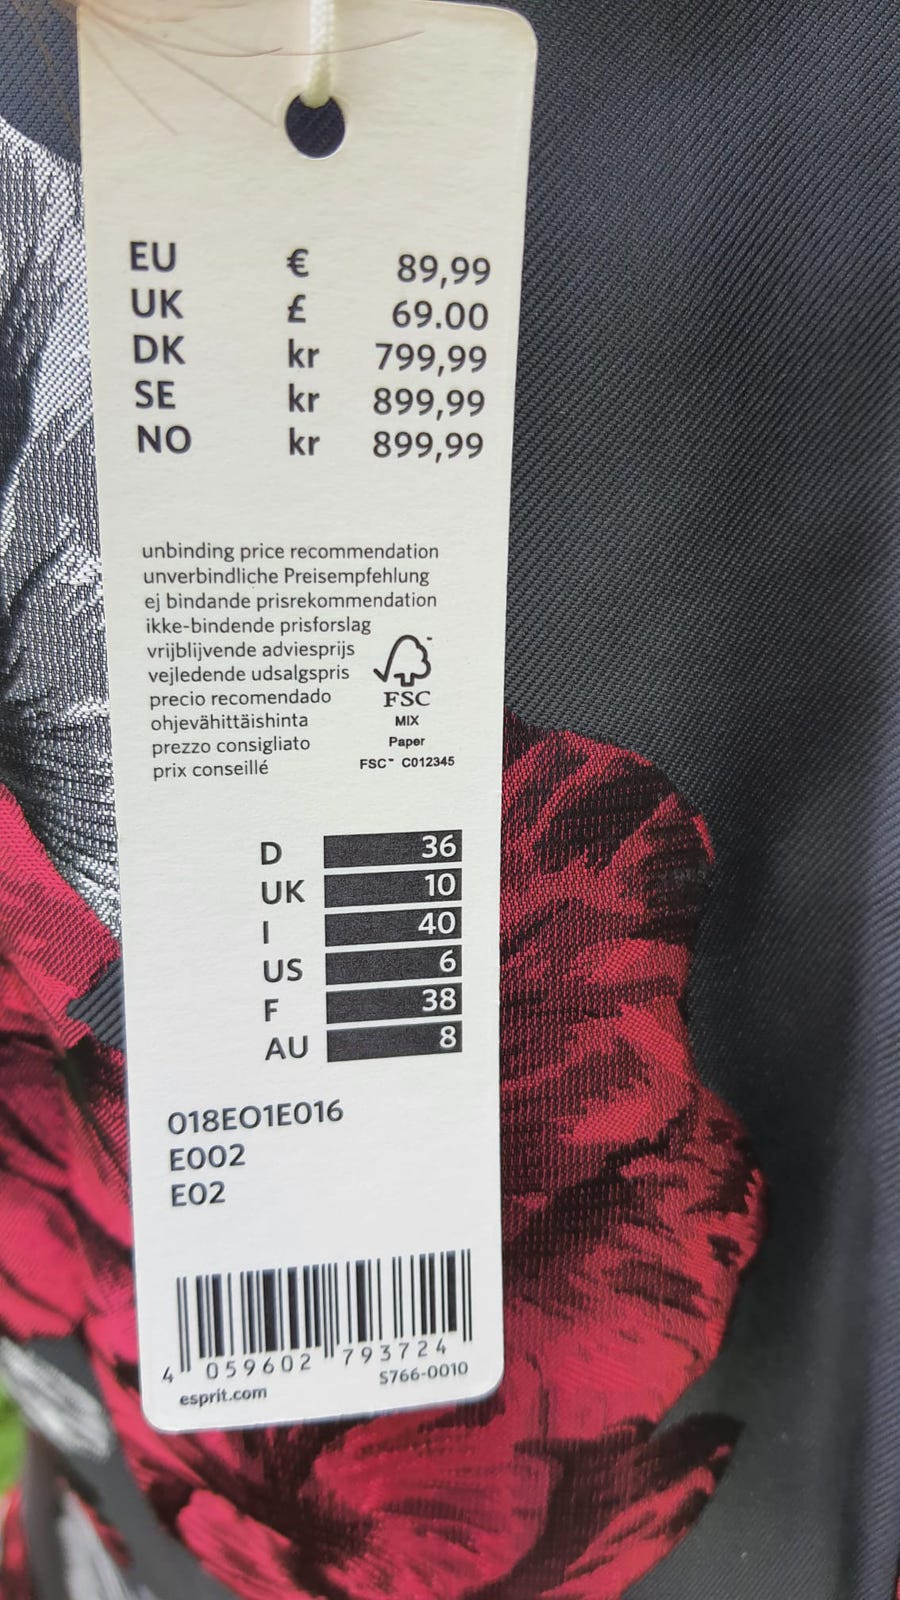 EU € 89,99
UK £ 69.00
DK kr 799,99
SE kr 899,99
NO kr 899,99
unbinding price recommendation
unverbindliche Preisempfehlung
ej bindande prisrekommendation
ikke-bindende prisforslag
vrijblijvende adviesprijs
vejledende udsalgspris
precio recomendado
ohjevähittäishinta
prezzo consigliato
prix conseillé
FSC
MIX
Paper
FSC™ C012345
D 36
UK 10
I 40
US 6
F 38
AU 8
018EO1E016
E002
E02
4 059602 793724
esprit.com S766-0010